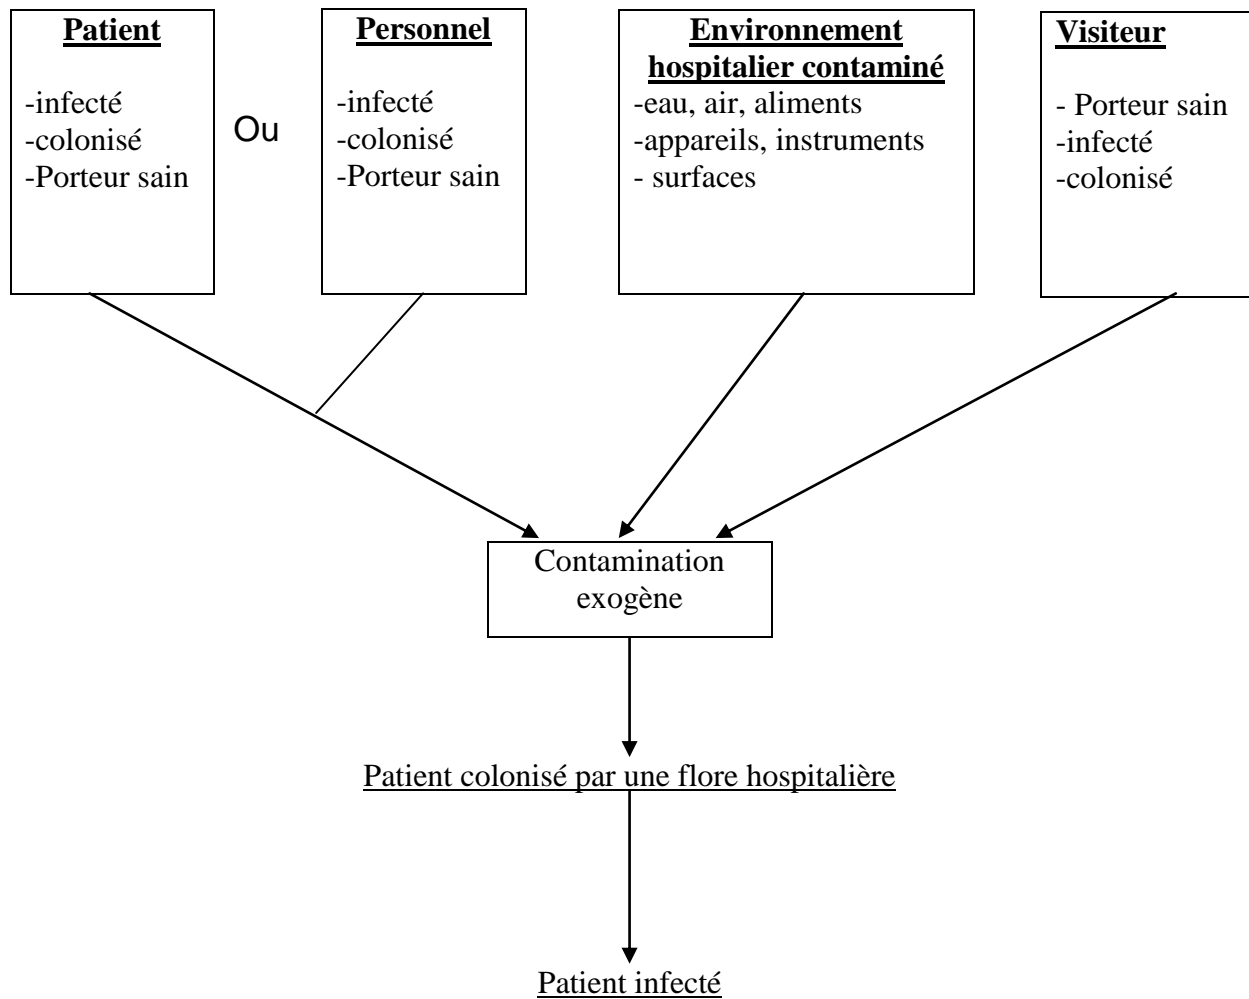 Patient
-infecté
-colonisé
-Porteur sain
Ou
Personnel
-infecté
-colonisé
-Porteur sain
Environnement
hospitalier contaminé
-eau, air, aliments
-appareils, instruments
- surfaces
Visiteur
- Porteur sain
-infecté
-colonisé
Contamination
exogène
Patient colonisé par une flore hospitalière
Patient infecté